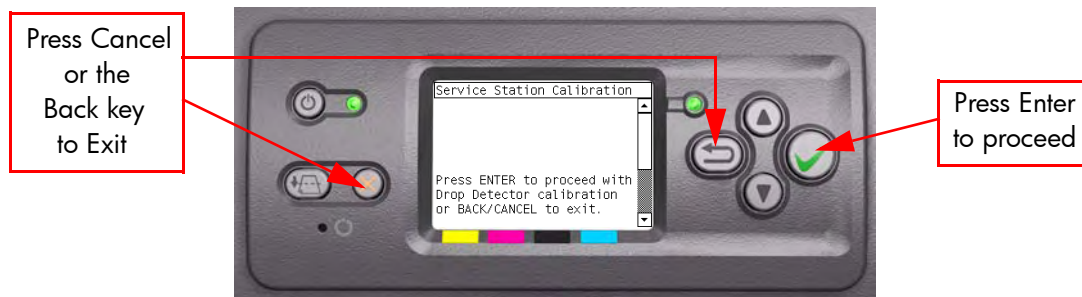 Press Cancel
or the
Back key
to Exit
Service Station Calibration
Press ENTER to proceed with
Drop Detector calibration
or BACK/CANCEL to exit.
Press Enter
to proceed